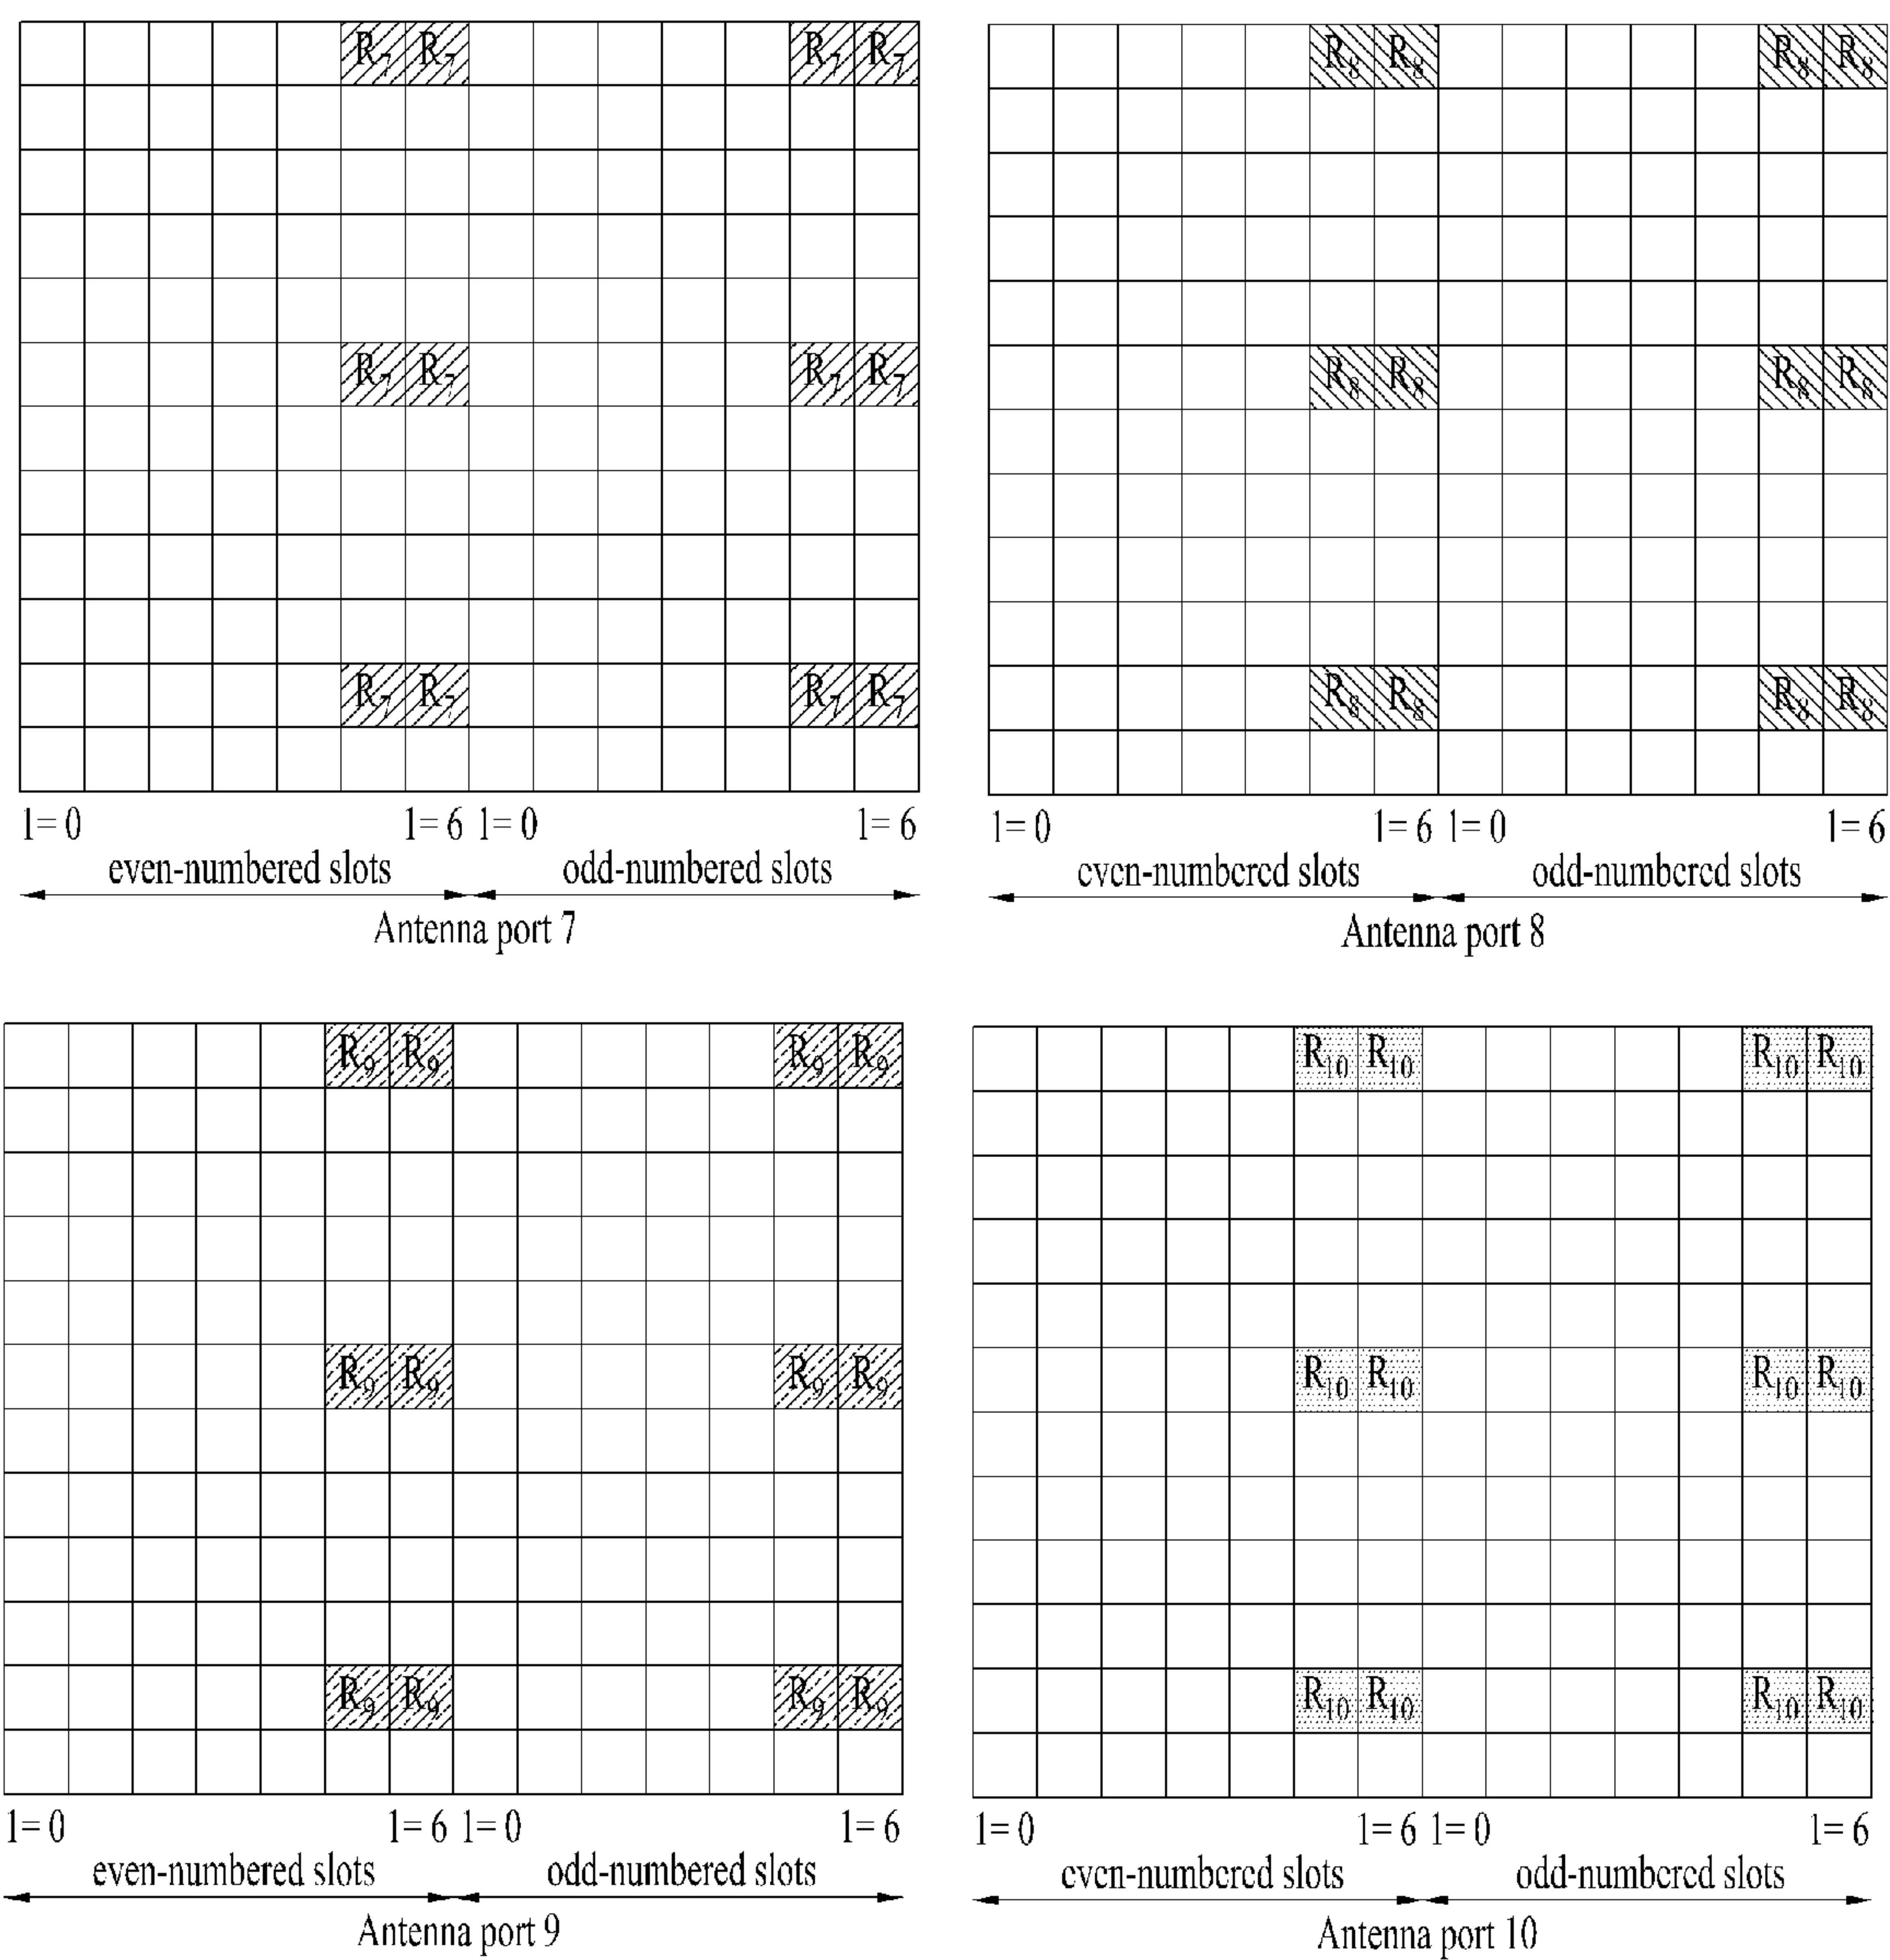 R7 R7 R7 R7
R7 R7 R7 R7
R7 R7 R7 R7
l= 0 l= 6 l= 0 l= 6
even-numbered slots odd-numbered slots
Antenna port 7
R8 R8 R8 R8
R8 R8 R8 R8
R8 R8 R8 R8
l= 0 l= 6 l= 0 l= 6
even-numbered slots odd-numbered slots
Antenna port 8
R9 R9 R9 R9
R9 R9 R9 R9
R9 R9 R9 R9
l= 0 l= 6 l= 0 l= 6
even-numbered slots odd-numbered slots
Antenna port 9
R10 R10 R10 R10
R10 R10 R10 R10
R10 R10 R10 R10
l= 0 l= 6 l= 0 l= 6
even-numbered slots odd-numbered slots
Antenna port 10